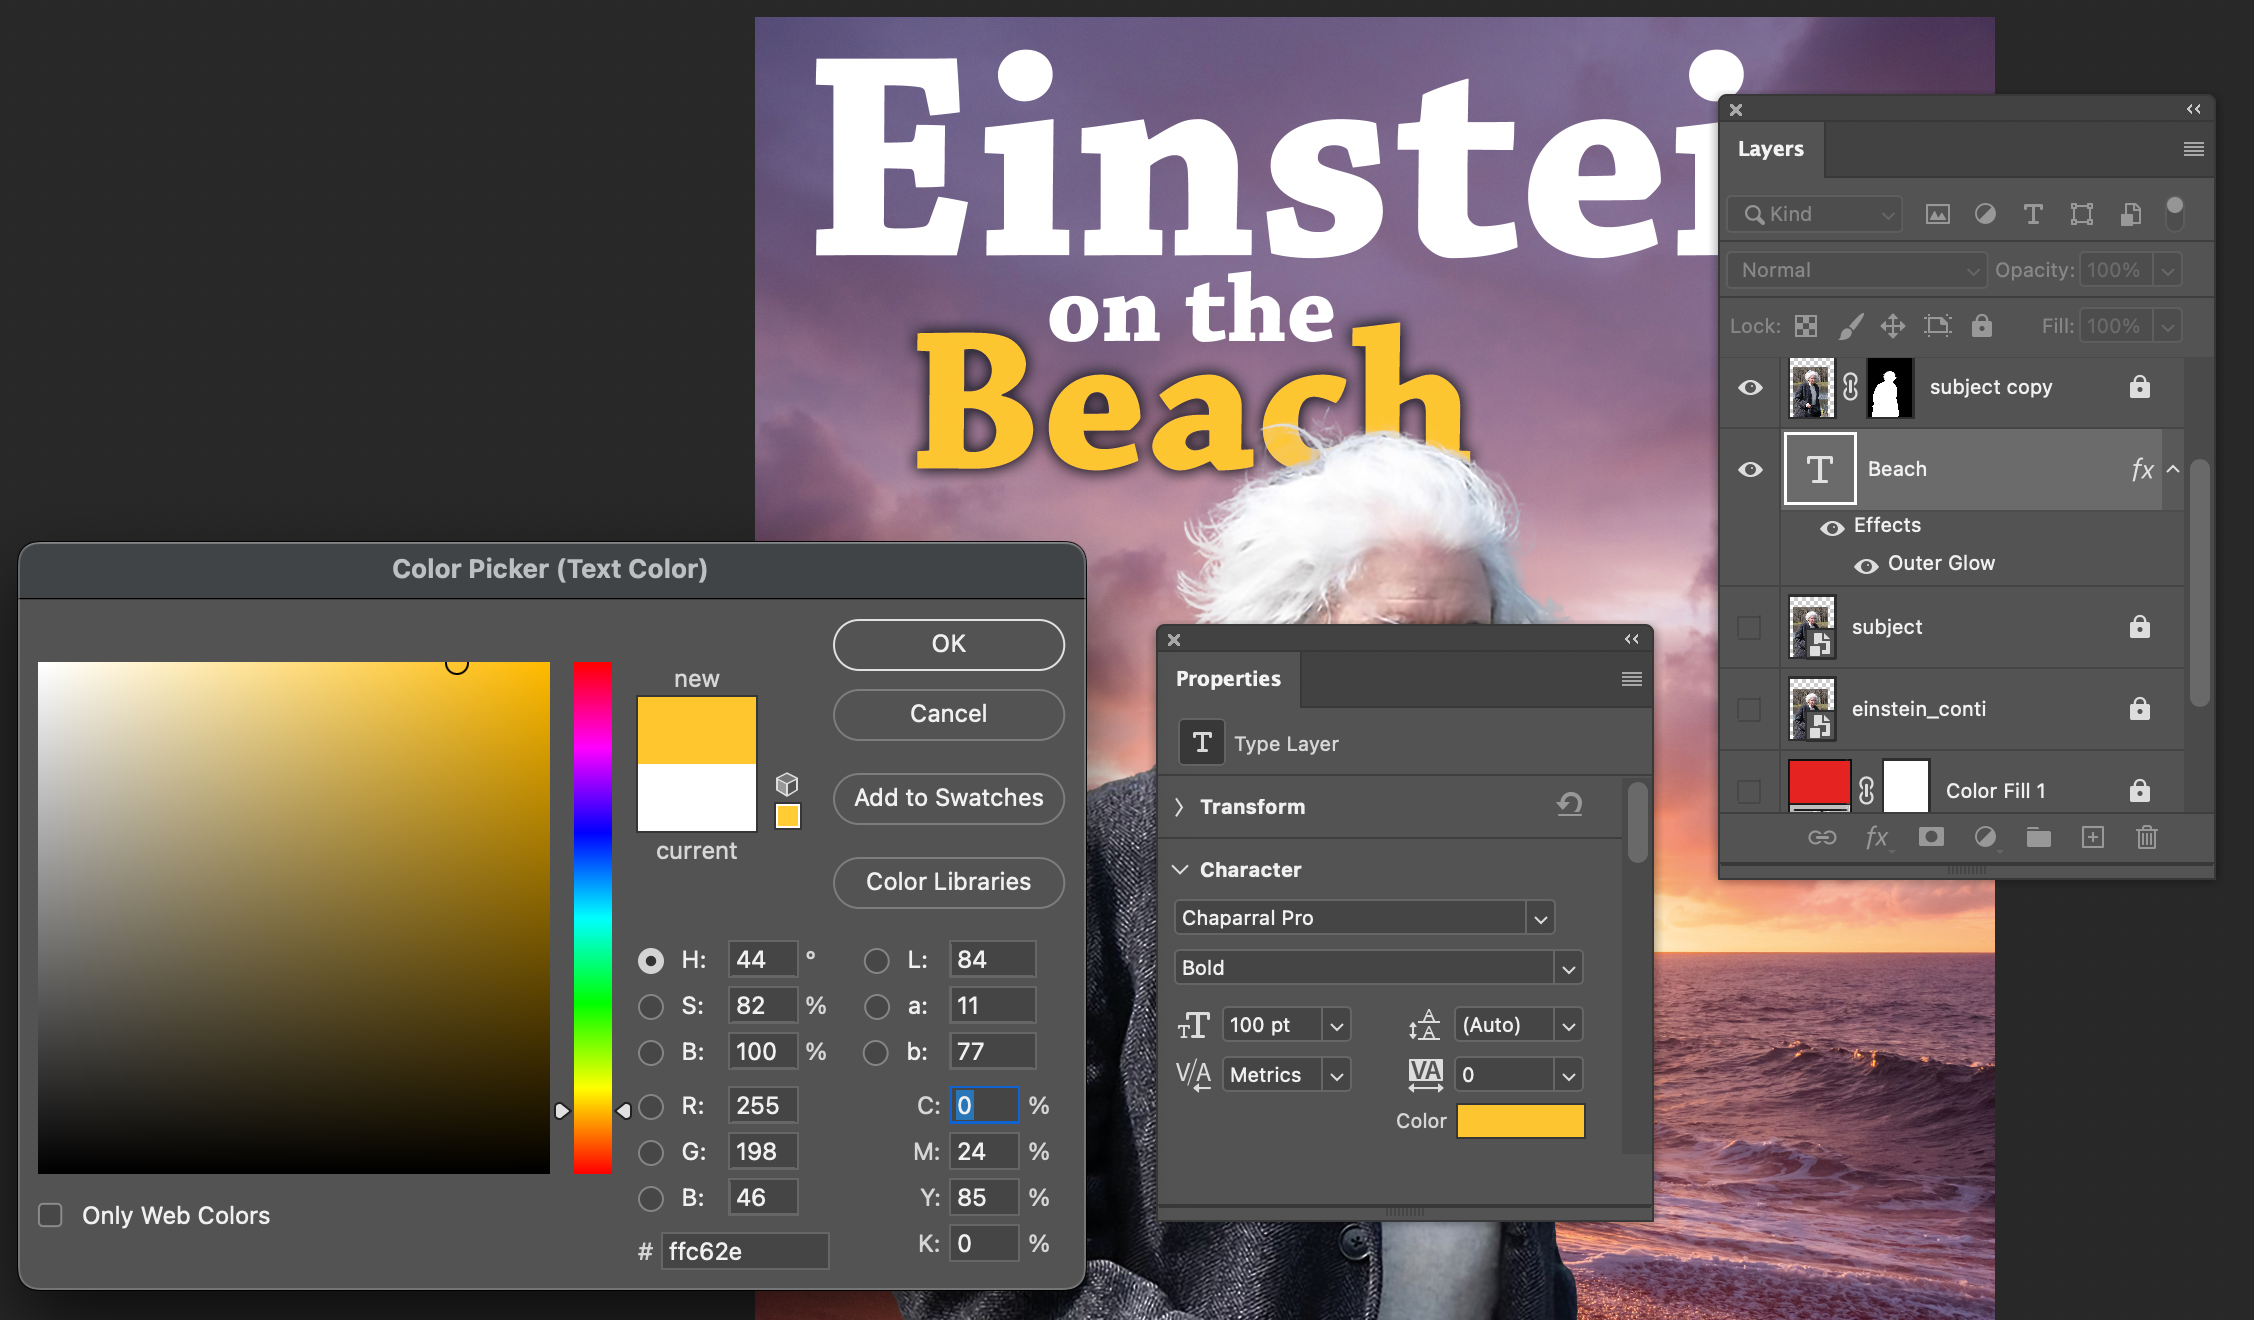 Einstei
on the
Beach
Layers
Kind
Normal
Opacity: 100%
Lock:
Fill: 100%
subject copy
T Beach fx
Effects
Outer Glow
subject
einstein_conti
Color Fill 1
fx
Color Picker (Text Color)
new
current
OK
Cancel
Add to Swatches
Color Libraries
H: 44 °
S: 82 %
B: 100 %
R: 255
G: 198
B: 46
# ffc62e
L: 84
a: 11
b: 77
C: 0 %
M: 24 %
Y: 85 %
K: 0 %
Only Web Colors
Properties
T Type Layer
Transform
Character
Chaparral Pro
Bold
100 pt
(Auto)
V/A Metrics
VA 0
Color